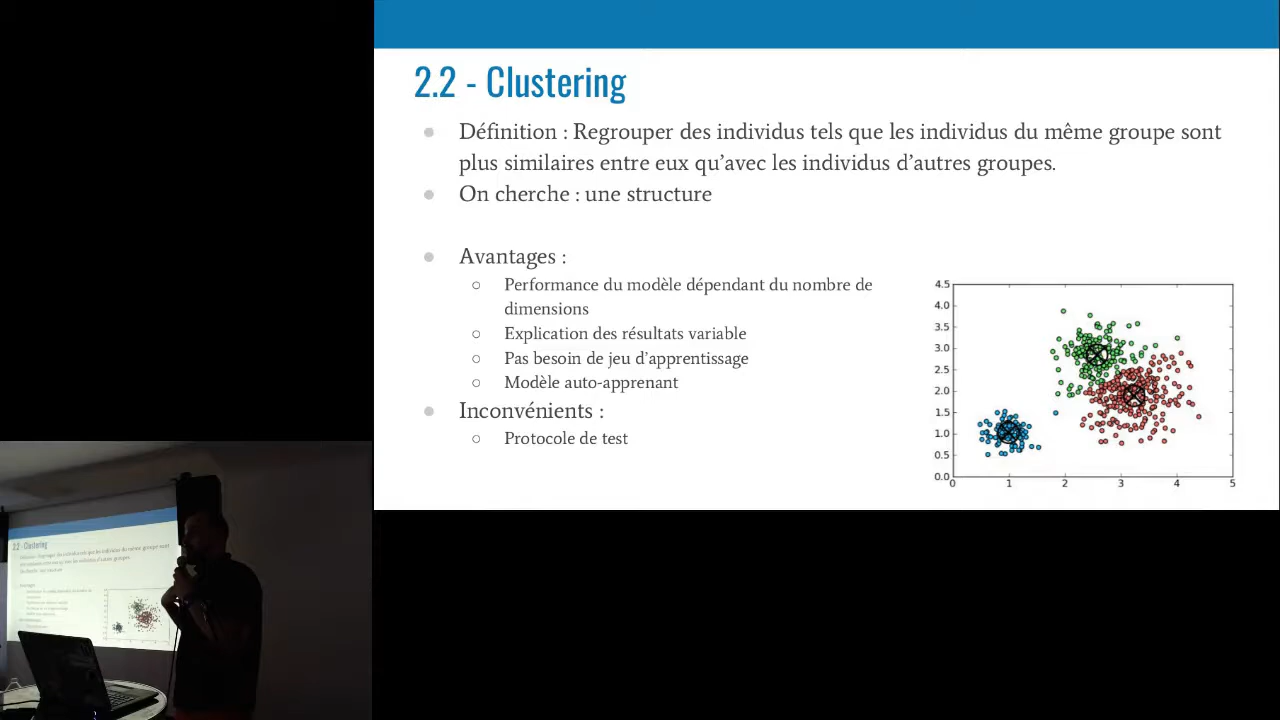 2.2 - Clustering
Définition : Regrouper des individus tels que les individus du même groupe sont
plus similaires entre eux qu’avec les individus d’autres groupes.
On cherche : une structure
Avantages :
Performance du modèle dépendant du nombre de
dimensions
Explication des résultats variable
Pas besoin de jeu d’apprentissage
Modèle auto-apprenant
Inconvénients :
Protocole de test
4.5
4.0
3.5
3.0
2.5
2.0
1.5
1.0
0.5
0.0
0 1 2 3 4 5
2.2 - Clustering